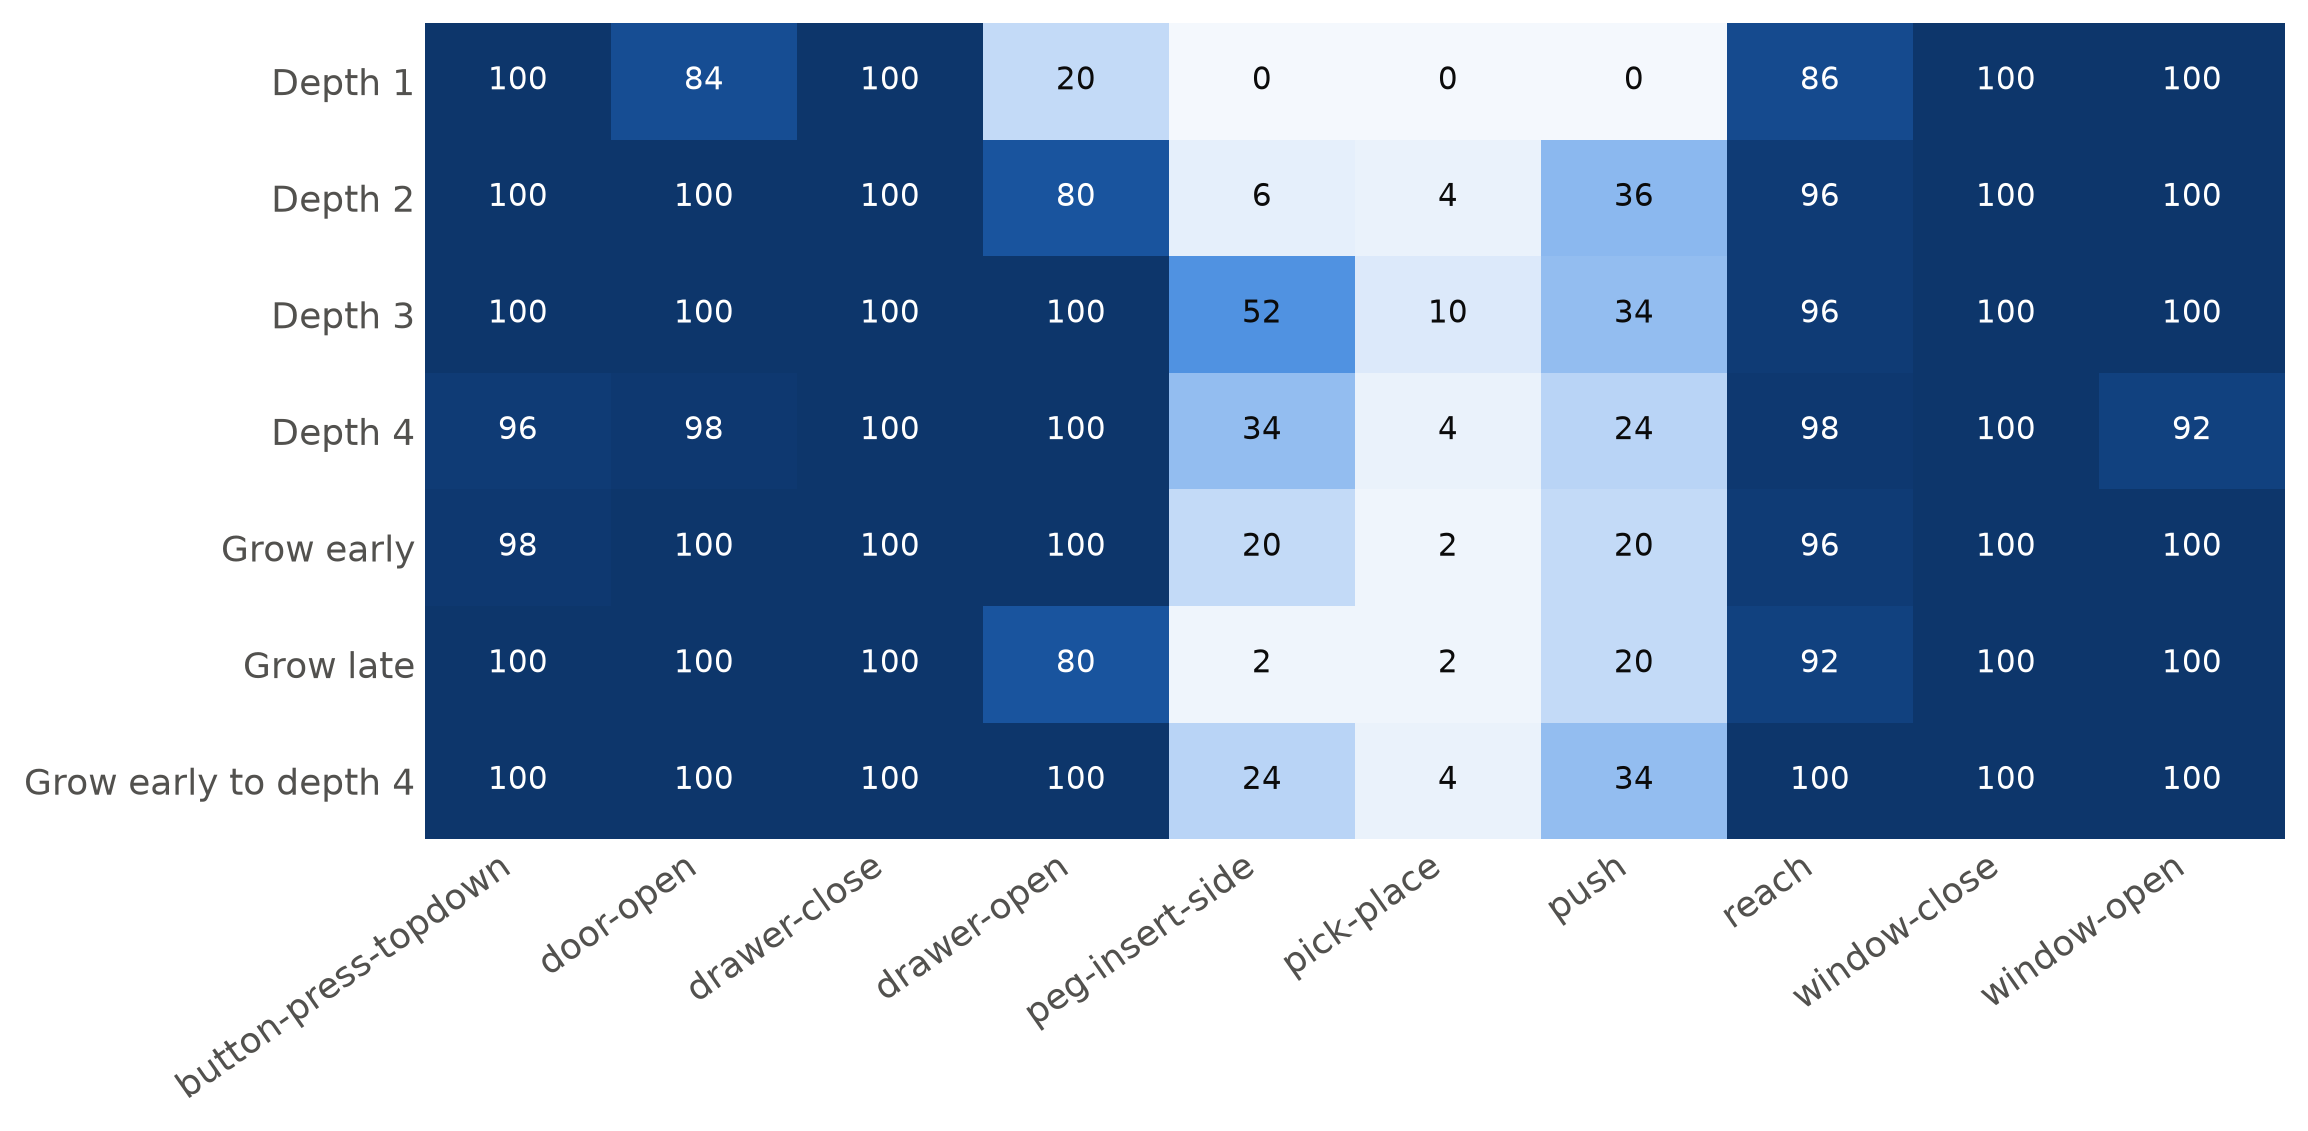 Depth 1 100 84 100 20 0 0 0 86 100 100
Depth 2 100 100 100 80 6 4 36 96 100 100
Depth 3 100 100 100 100 52 10 34 96 100 100
Depth 4 96 98 100 100 34 4 24 98 100 92
Grow early 98 100 100 100 20 2 20 96 100 100
Grow late 100 100 100 80 2 2 20 92 100 100
Grow early to depth 4 100 100 100 100 24 4 34 100 100 100
button-press-topdown
door-open
drawer-close
drawer-open
peg-insert-side
pick-place
push
reach
window-close
window-open